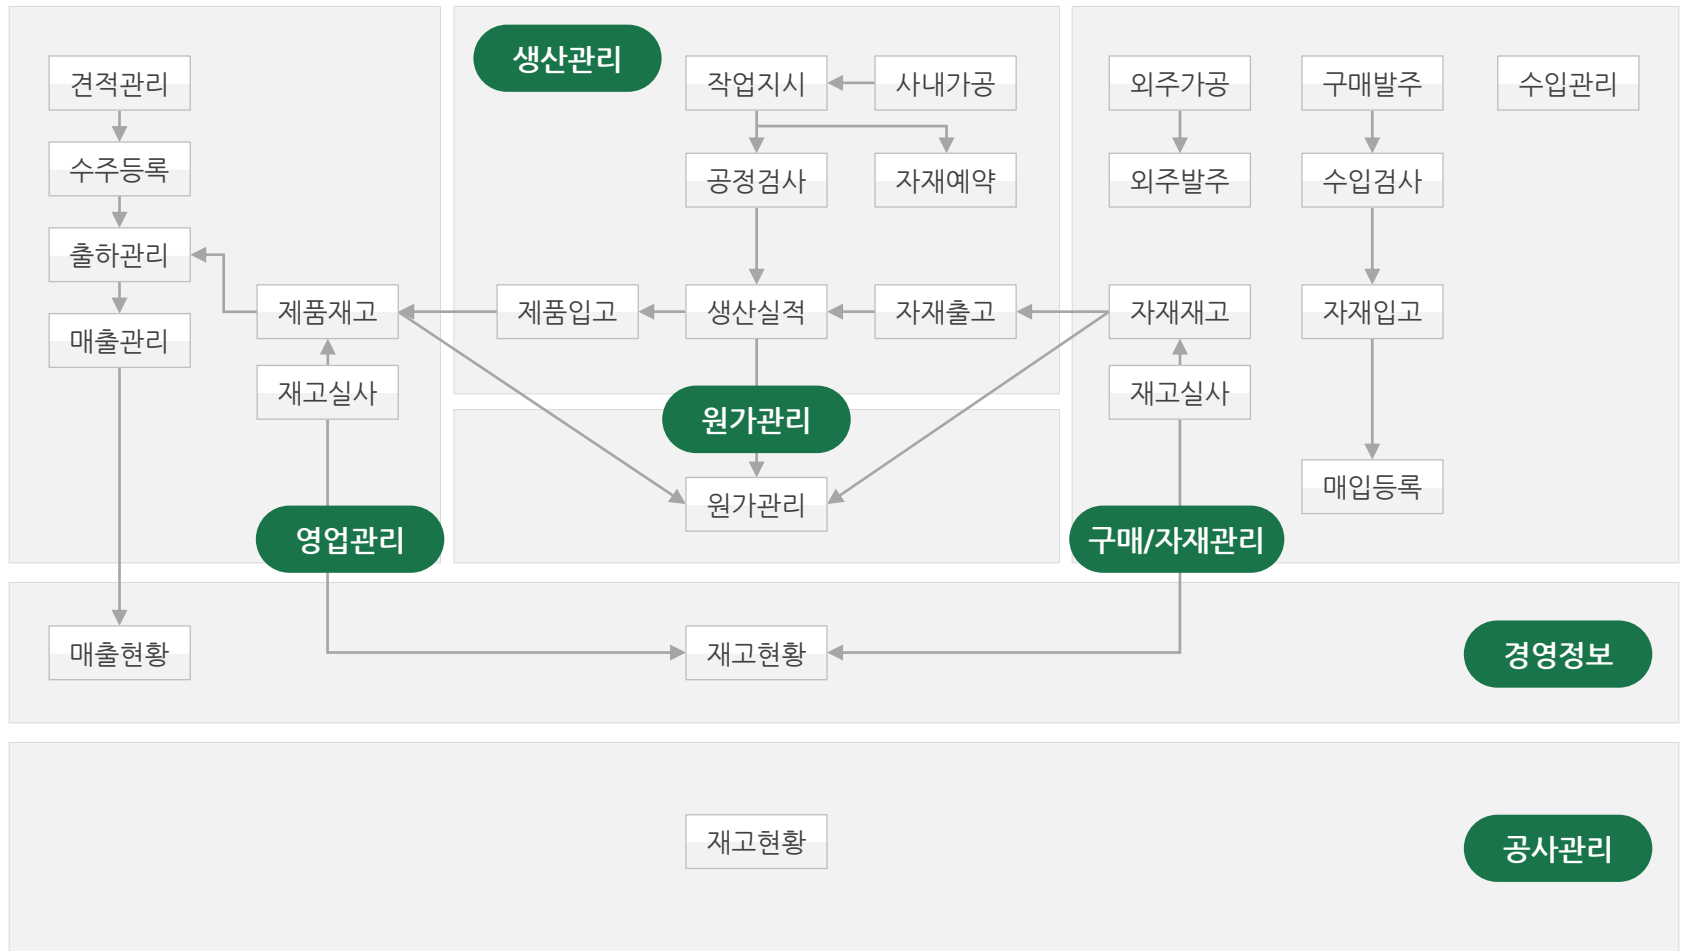 생산관리
견적관리
작업지시
사내가공
외주가공
구매발주
수입관리
수주등록
공정검사
자재예약
외주발주
수입검사
출하관리
제품재고
제품입고
생산실적
자재출고
자재재고
자재입고
매출관리
재고실사
재고실사
원가관리
원가관리
매입등록
영업관리
구매/자재관리
매출현황
재고현황
경영정보
재고현황
공사관리